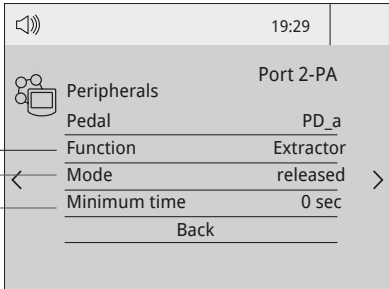 19:29
Port 2-PA
Peripherals
Pedal PD_a
Function Extractor
Mode released
Minimum time 0 sec
Back